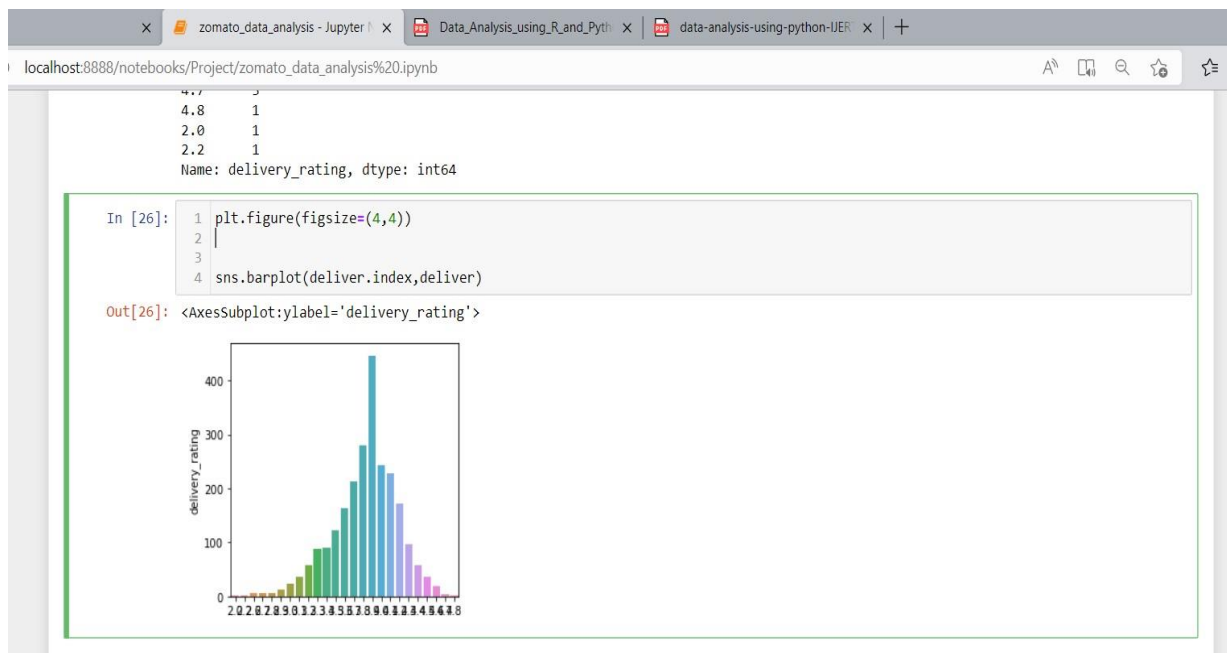 zomato_data_analysis - Jupyter
Data_Analysis_using_R_and_Pyth
data-analysis-using-python-IJER
localhost:8888/notebooks/Project/zomato_data_analysis%20.ipynb
4.8 1
2.0 1
2.2 1
Name: delivery_rating, dtype: int64
In [26]:
1 plt.figure(figsize=(4,4))
2
3
4 sns.barplot(deliver.index,deliver)
Out[26]: <AxesSubplot:ylabel='delivery_rating'>
400
300
200
100
0
delivery_rating